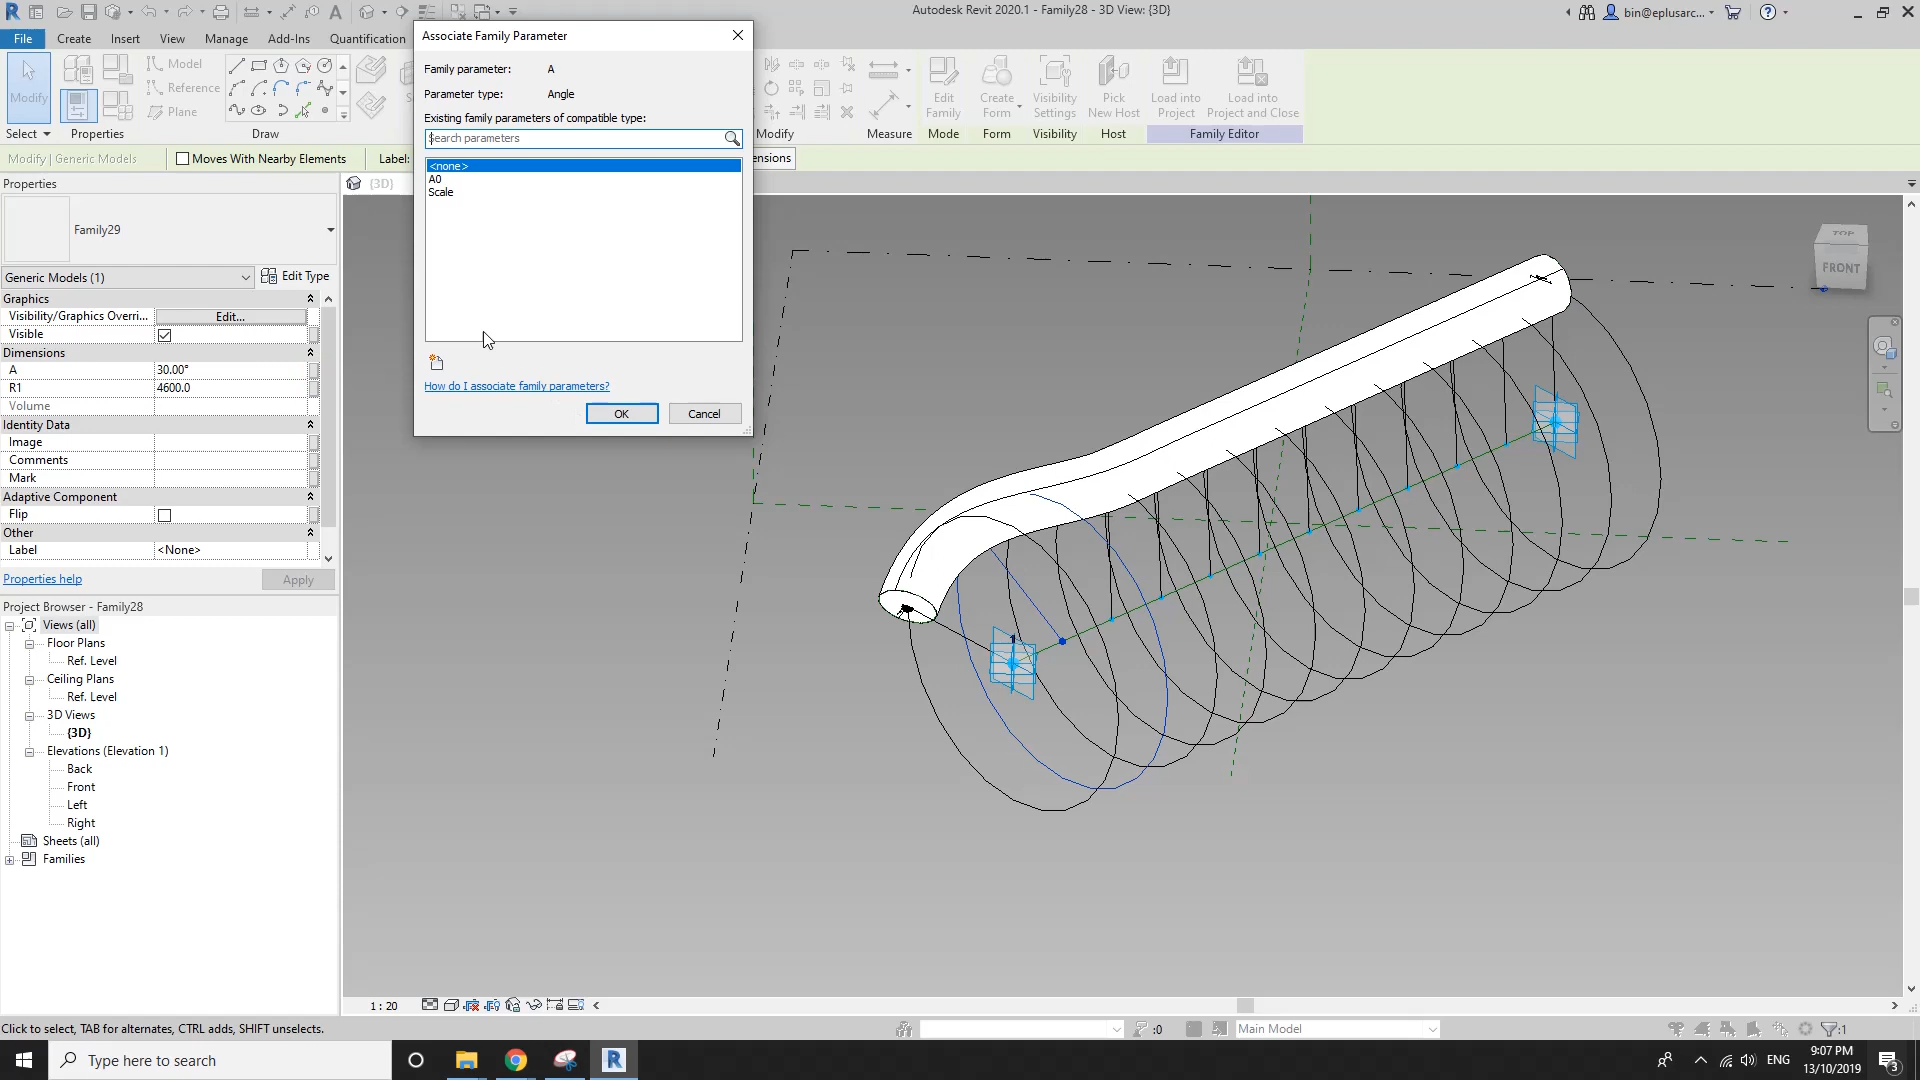 Autodesk Revit 2020.1 - Family28 - 3D View: {3D}
bin@eplusarc...
File
Create
Insert
View
Manage
Add-Ins
Quantification
Modify
Select
Properties
Model
Reference
Plane
Draw
Modify
Measure
Edit
Family
Mode
Create
Form
Form
Visibility
Settings
Visibility
Pick
New Host
Host
Load into
Project
Load into
Project and Close
Family Editor
Modify | Generic Models
Moves With Nearby Elements
Label:
ensions
Associate Family Parameter
Family parameter: A
Parameter type: Angle
Existing family parameters of compatible type:
Search parameters
<none>
A0
Scale
How do I associate family parameters?
OK
Cancel
Properties
Family29
Generic Models (1)
Edit Type
Graphics
Visibility/Graphics Overri...
Edit...
Visible
Dimensions
A 30.00°
R1 4600.0
Volume
Identity Data
Image
Comments
Mark
Adaptive Component
Flip
Other
Label <None>
Properties help
Apply
Project Browser - Family28
Views (all)
Floor Plans
Ref. Level
Ceiling Plans
Ref. Level
3D Views
{3D}
Elevations (Elevation 1)
Back
Front
Left
Right
Sheets (all)
Families
{3D}
TOP
FRONT
1
1 : 20
Click to select, TAB for alternates, CTRL adds, SHIFT unselects.
:0
Main Model
:1
Type here to search
ENG
9:07 PM
13/10/2019
3